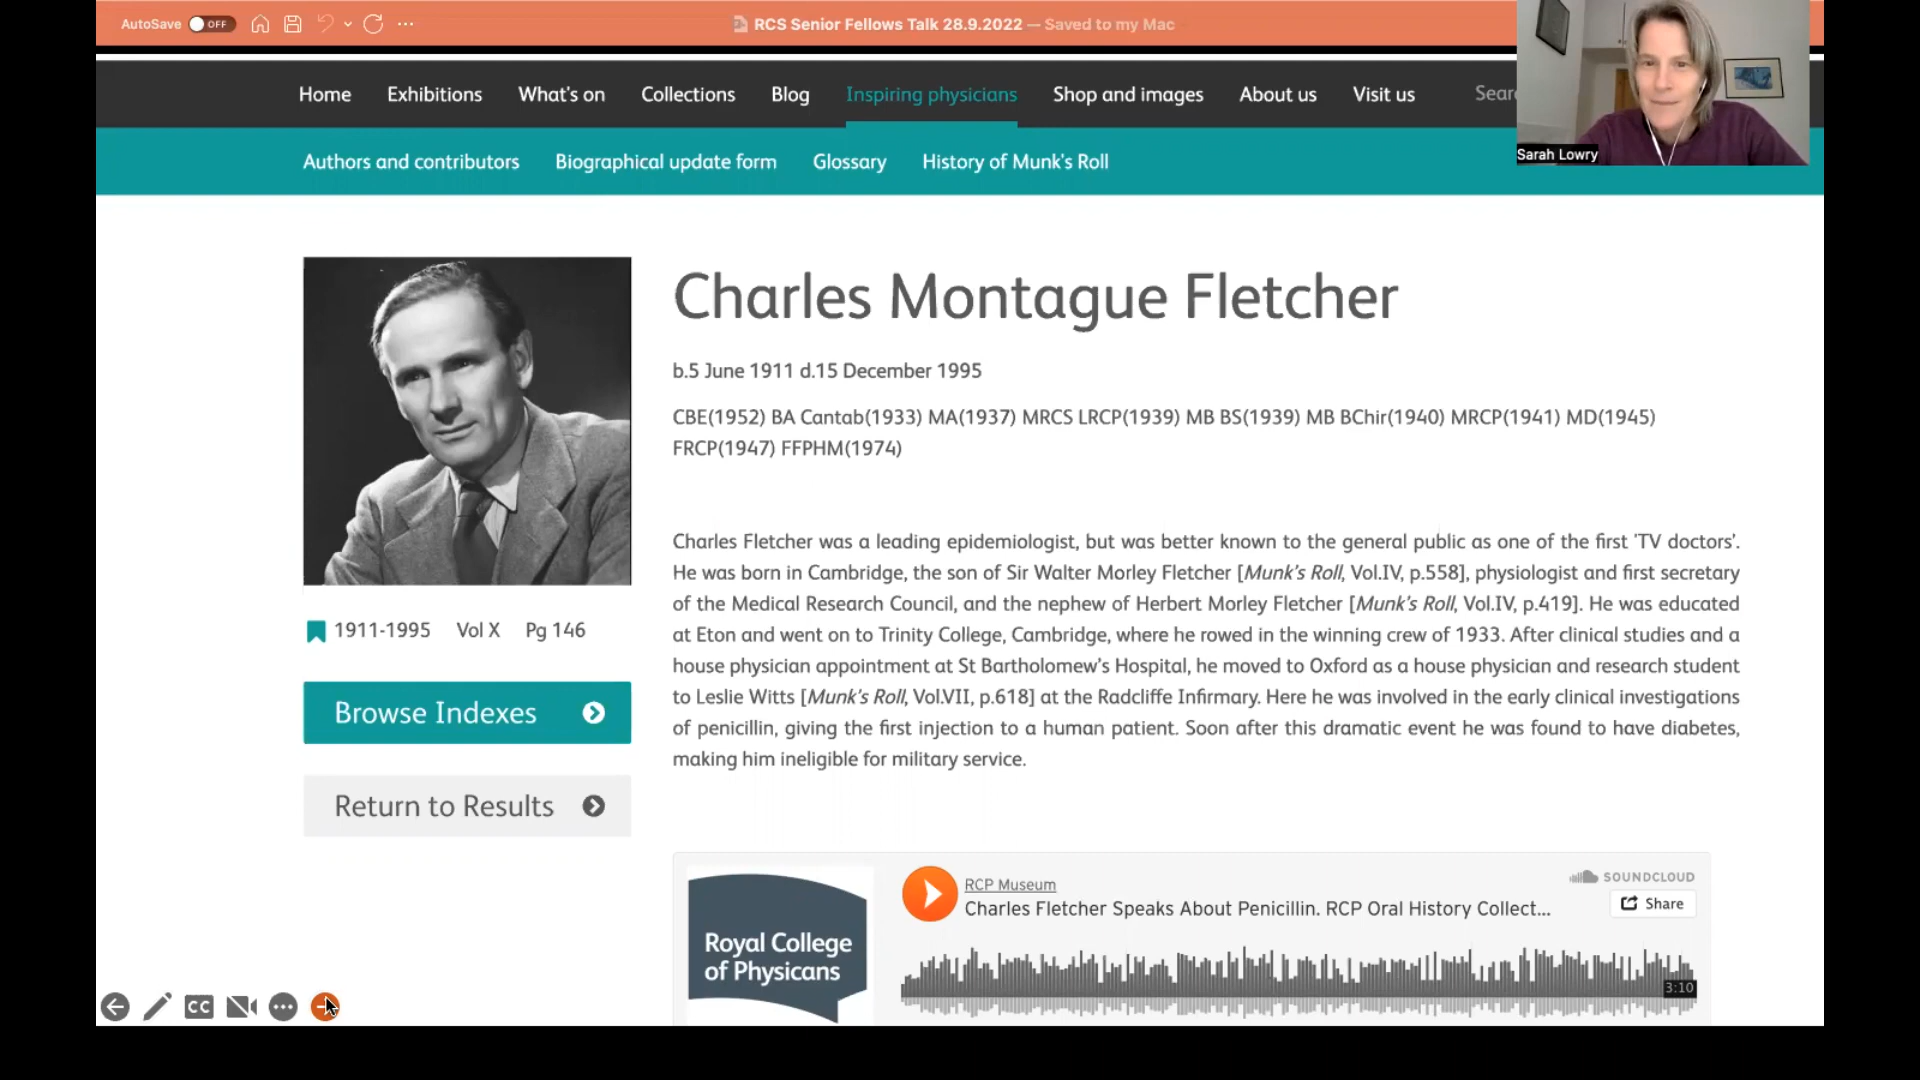 AutoSave OFF
RCS Senior Fellows Talk 28.9.2022 — Saved to my Mac
Home Exhibitions What's on Collections Blog Inspiring physicians Shop and images About us Visit us
Sarah Lowry
Authors and contributors Biographical update form Glossary History of Munk's Roll
Charles Montague Fletcher
b.5 June 1911 d.15 December 1995
CBE(1952) BA Cantab(1933) MA(1937) MRCS LRCP(1939) MB BS(1939) MB BChir(1940) MRCP(1941) MD(1945)
FRCP(1947) FFPHM(1974)
Charles Fletcher was a leading epidemiologist, but was better known to the general public as one of the first 'TV doctors'.
He was born in Cambridge, the son of Sir Walter Morley Fletcher [Munk's Roll, Vol.IV, p.558], physiologist and first secretary
of the Medical Research Council, and the nephew of Herbert Morley Fletcher [Munk's Roll, Vol.IV, p.419]. He was educated
at Eton and went on to Trinity College, Cambridge, where he rowed in the winning crew of 1933. After clinical studies and a
house physician appointment at St Bartholomew's Hospital, he moved to Oxford as a house physician and research student
to Leslie Witts [Munk's Roll, Vol.VII, p.618] at the Radcliffe Infirmary. Here he was involved in the early clinical investigations
of penicillin, giving the first injection to a human patient. Soon after this dramatic event he was found to have diabetes,
making him ineligible for military service.
1911-1995 Vol X Pg 146
Browse Indexes
Return to Results
Royal College
of Physicans
RCP Museum
Charles Fletcher Speaks About Penicillin. RCP Oral History Collect...
SOUNDCLOUD
Share
3:10
CC